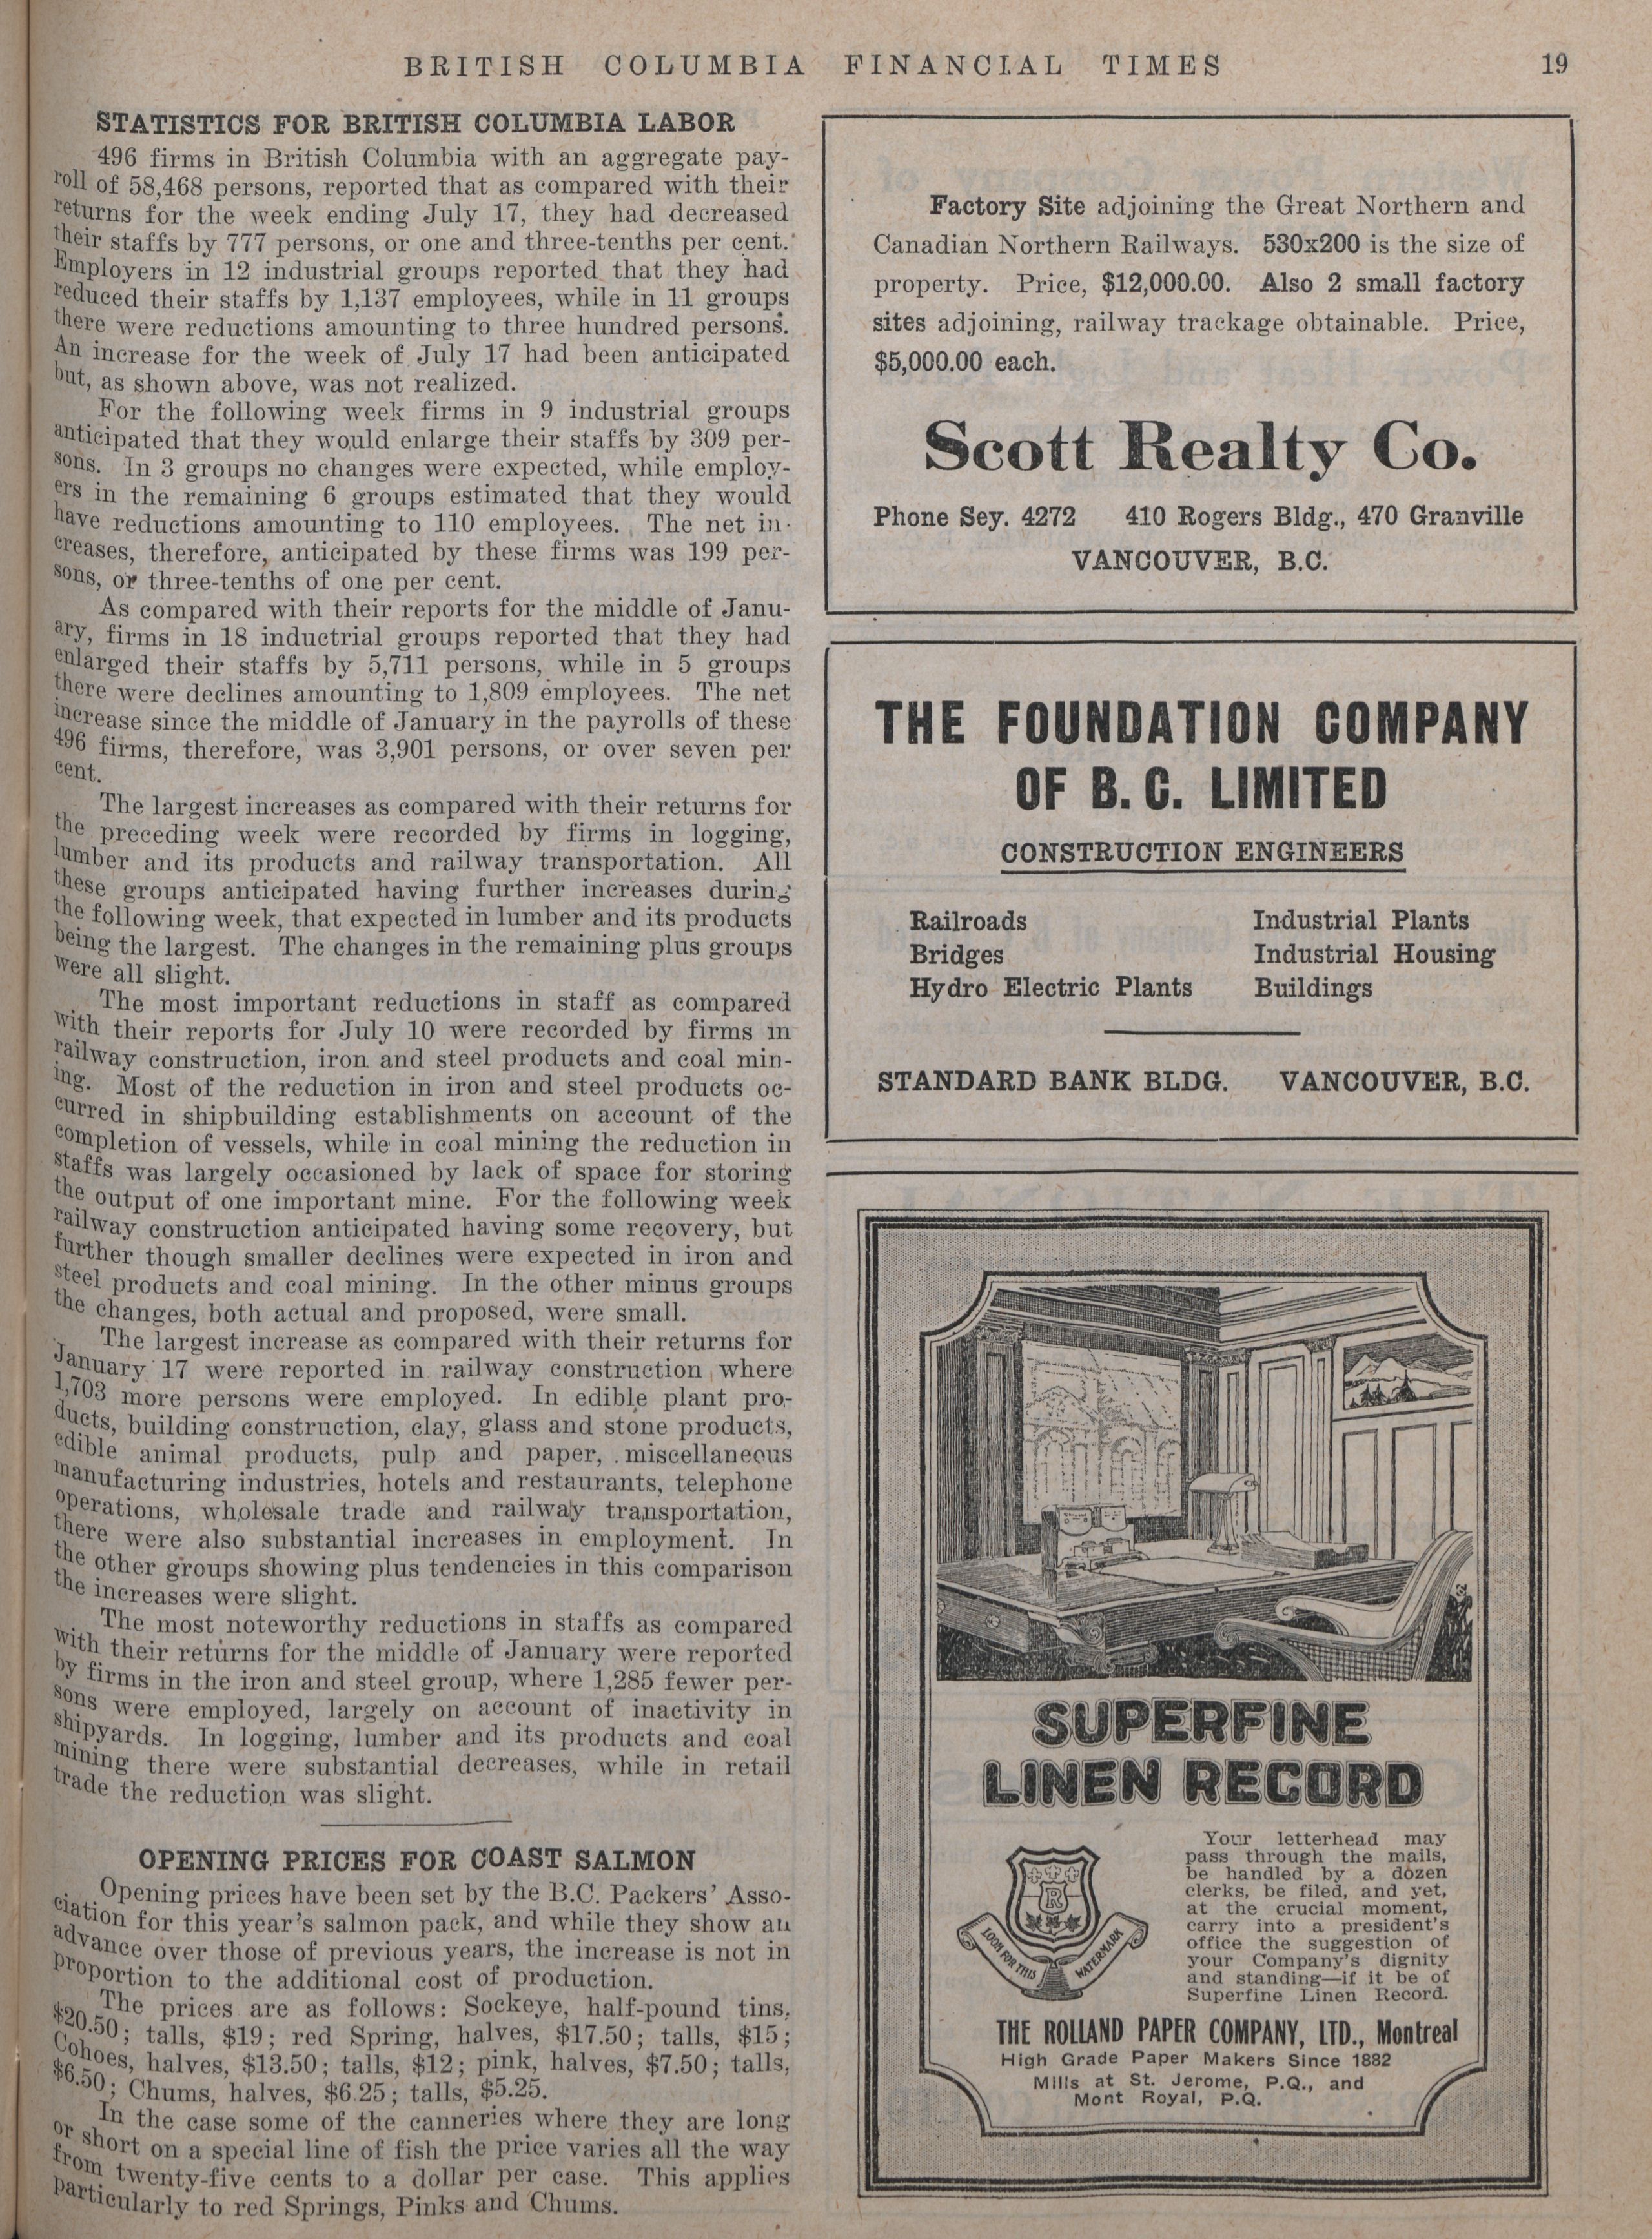 BRITISH COLUMBIA FINANCIAL TIMES 19
STATISTICS FOR BRITISH COLUMBIA LABOR
496 firms in British Columbia with an aggregate pay-
roll of 58,468 persons, reported that as compared with their
returns for the week ending July 17, they had decreased
their staffs by 777 persons, or one and three-tenths per cent.
Employers in 12 industrial groups reported that they had
reduced their staffs by 1,137 employees, while in 11 groups
there were reductions amounting to three hundred persons.
An increase for the week of July 17 had been anticipated
but, as shown above, was not realized.
For the following week firms in 9 industrial groups
anticipated that they would enlarge their staffs by 309 per-
sons. In 3 groups no changes were expected, while employ-
ers in the remaining 6 groups estimated that they would
have reductions amounting to 110 employees. The net in-
creases, therefore, anticipated by these firms was 199 per-
sons, or three-tenths of one per cent.
As compared with their reports for the middle of Janu-
ary, firms in 18 inductrial groups reported that they had
enlarged their staffs by 5,711 persons, while in 5 groups
there were declines amounting to 1,809 employees. The net
increase since the middle of January in the payrolls of these
496 firms, therefore, was 3,901 persons, or over seven per
cent.
The largest increases as compared with their returns for
the preceding week were recorded by firms in logging,
lumber and its products and railway transportation. All
these groups anticipated having further increases during
the following week, that expected in lumber and its products
being the largest. The changes in the remaining plus groups
were all slight.
The most important reductions in staff as compared
with their reports for July 10 were recorded by firms in
railway construction, iron and steel products and coal min-
ing. Most of the reduction in iron and steel products oc-
curred in shipbuilding establishments on account of the
completion of vessels, while in coal mining the reduction in
staffs was largely occasioned by lack of space for storing
the output of one important mine. For the following week
railway construction anticipated having some recovery, but
further though smaller declines were expected in iron and
steel products and coal mining. In the other minus groups
the changes, both actual and proposed, were small.
The largest increase as compared with their returns for
January 17 were reported in railway construction where
1,703 more persons were employed. In edible plant pro-
ducts, building construction, clay, glass and stone products,
edible animal products, pulp and paper, miscellaneous
manufacturing industries, hotels and restaurants, telephone
operations, wholesale trade and railway transportation,
there were also substantial increases in employment. In
the other groups showing plus tendencies in this comparison
the increases were slight.
The most noteworthy reductions in staffs as compared
with their returns for the middle of January were reported
by firms in the iron and steel group, where 1,285 fewer per-
sons were employed, largely on account of inactivity in
shipyards. In logging, lumber and its products and coal
mining there were substantial decreases, while in retail
trade the reduction was slight.
OPENING PRICES FOR COAST SALMON
Opening prices have been set by the B.C. Packers' Asso-
ciation for this year's salmon pack, and while they show an
advance over those of previous years, the increase is not in
proportion to the additional cost of production.
The prices are as follows: Sockeye, half-pound tins,
$20.50; talls, $19; red Spring, halves, $17.50; talls, $15;
Cohoes, halves, $13.50; talls, $12; pink, halves, $7.50; talls,
$6.50; Chums, halves, $6.25; talls, $5.25.
In the case some of the canneries where they are long
or short on a special line of fish the price varies all the way
from twenty-five cents to a dollar per case. This applies
particularly to red Springs, Pinks and Chums.
Factory Site adjoining the Great Northern and
Canadian Northern Railways. 530x200 is the size of
property. Price, $12,000.00. Also 2 small factory
sites adjoining, railway trackage obtainable. Price,
$5,000.00 each.
Scott Realty Co.
Phone Sey. 4272 410 Rogers Bldg., 470 Granville
VANCOUVER, B.C.
THE FOUNDATION COMPANY
OF B. C. LIMITED
CONSTRUCTION ENGINEERS
Railroads Industrial Plants
Bridges Industrial Housing
Hydro Electric Plants Buildings
STANDARD BANK BLDG. VANCOUVER, B.C.
SUPERFINE
LINEN RECORD
R
LOOK FOR THIS WATERMARK
Your letterhead may
pass through the mails,
be handled by a dozen
clerks, be filed, and yet,
at the crucial moment,
carry into a president's
office the suggestion of
your Company's dignity
and standing—if it be of
Superfine Linen Record.
THE ROLLAND PAPER COMPANY, LTD., Montreal
High Grade Paper Makers Since 1882
Mills at St. Jerome, P.Q., and
Mont Royal, P.Q.